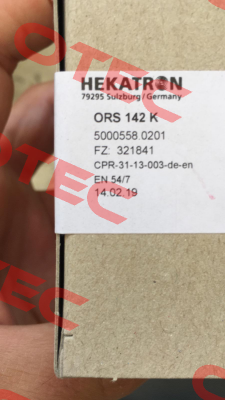 HEKATRON
79295 Sulzburg / Germany
ORS 142 K
5000558.0201
FZ: 321841
CPR-31-13-003-de-en
EN 54/7
14.02.19